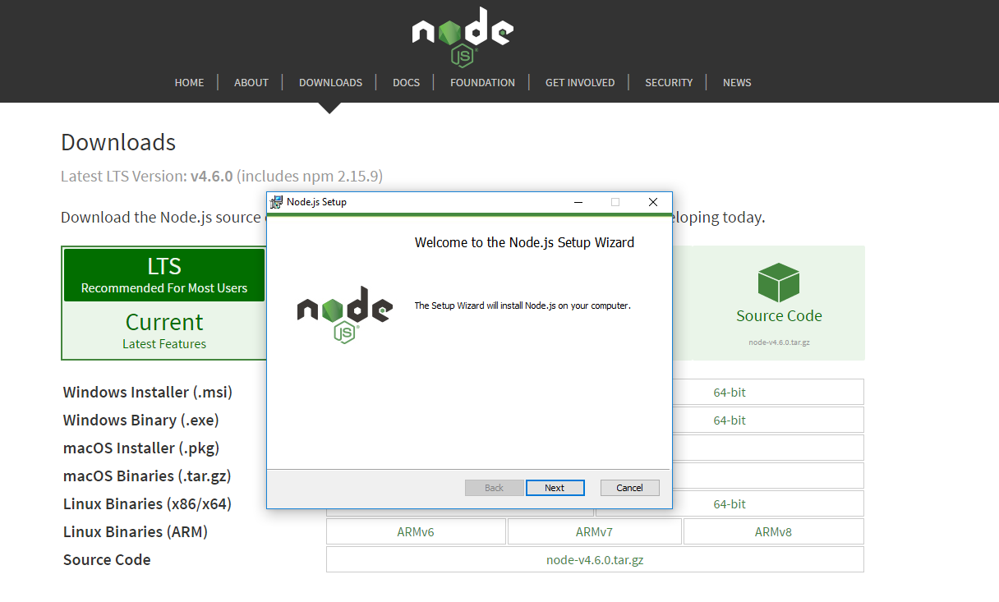 node
JS
HOME
ABOUT
DOWNLOADS
DOCS
FOUNDATION
GET INVOLVED
SECURITY
NEWS
Downloads
Latest LTS Version: v4.6.0 (includes npm 2.15.9)
Download the Node.js source
eloping today.
LTS
Recommended For Most Users
Current
Latest Features
Source Code
node-v4.6.0.tar.gz
Node.js Setup
Welcome to the Node.js Setup Wizard
node
JS
The Setup Wizard will install Node.js on your computer.
Back
Next
Cancel
Windows Installer (.msi)
64-bit
Windows Binary (.exe)
64-bit
macOS Installer (.pkg)
macOS Binaries (.tar.gz)
Linux Binaries (x86/x64)
64-bit
Linux Binaries (ARM)
ARMv6
ARMv7
ARMv8
Source Code
node-v4.6.0.tar.gz